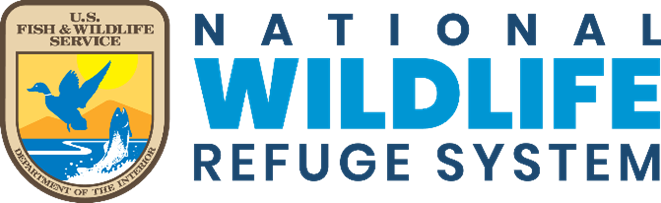 U.S.
FISH & WILDLIFE
SERVICE
DEPARTMENT OF THE INTERIOR
NATIONAL
WILDLIFE
REFUGE SYSTEM